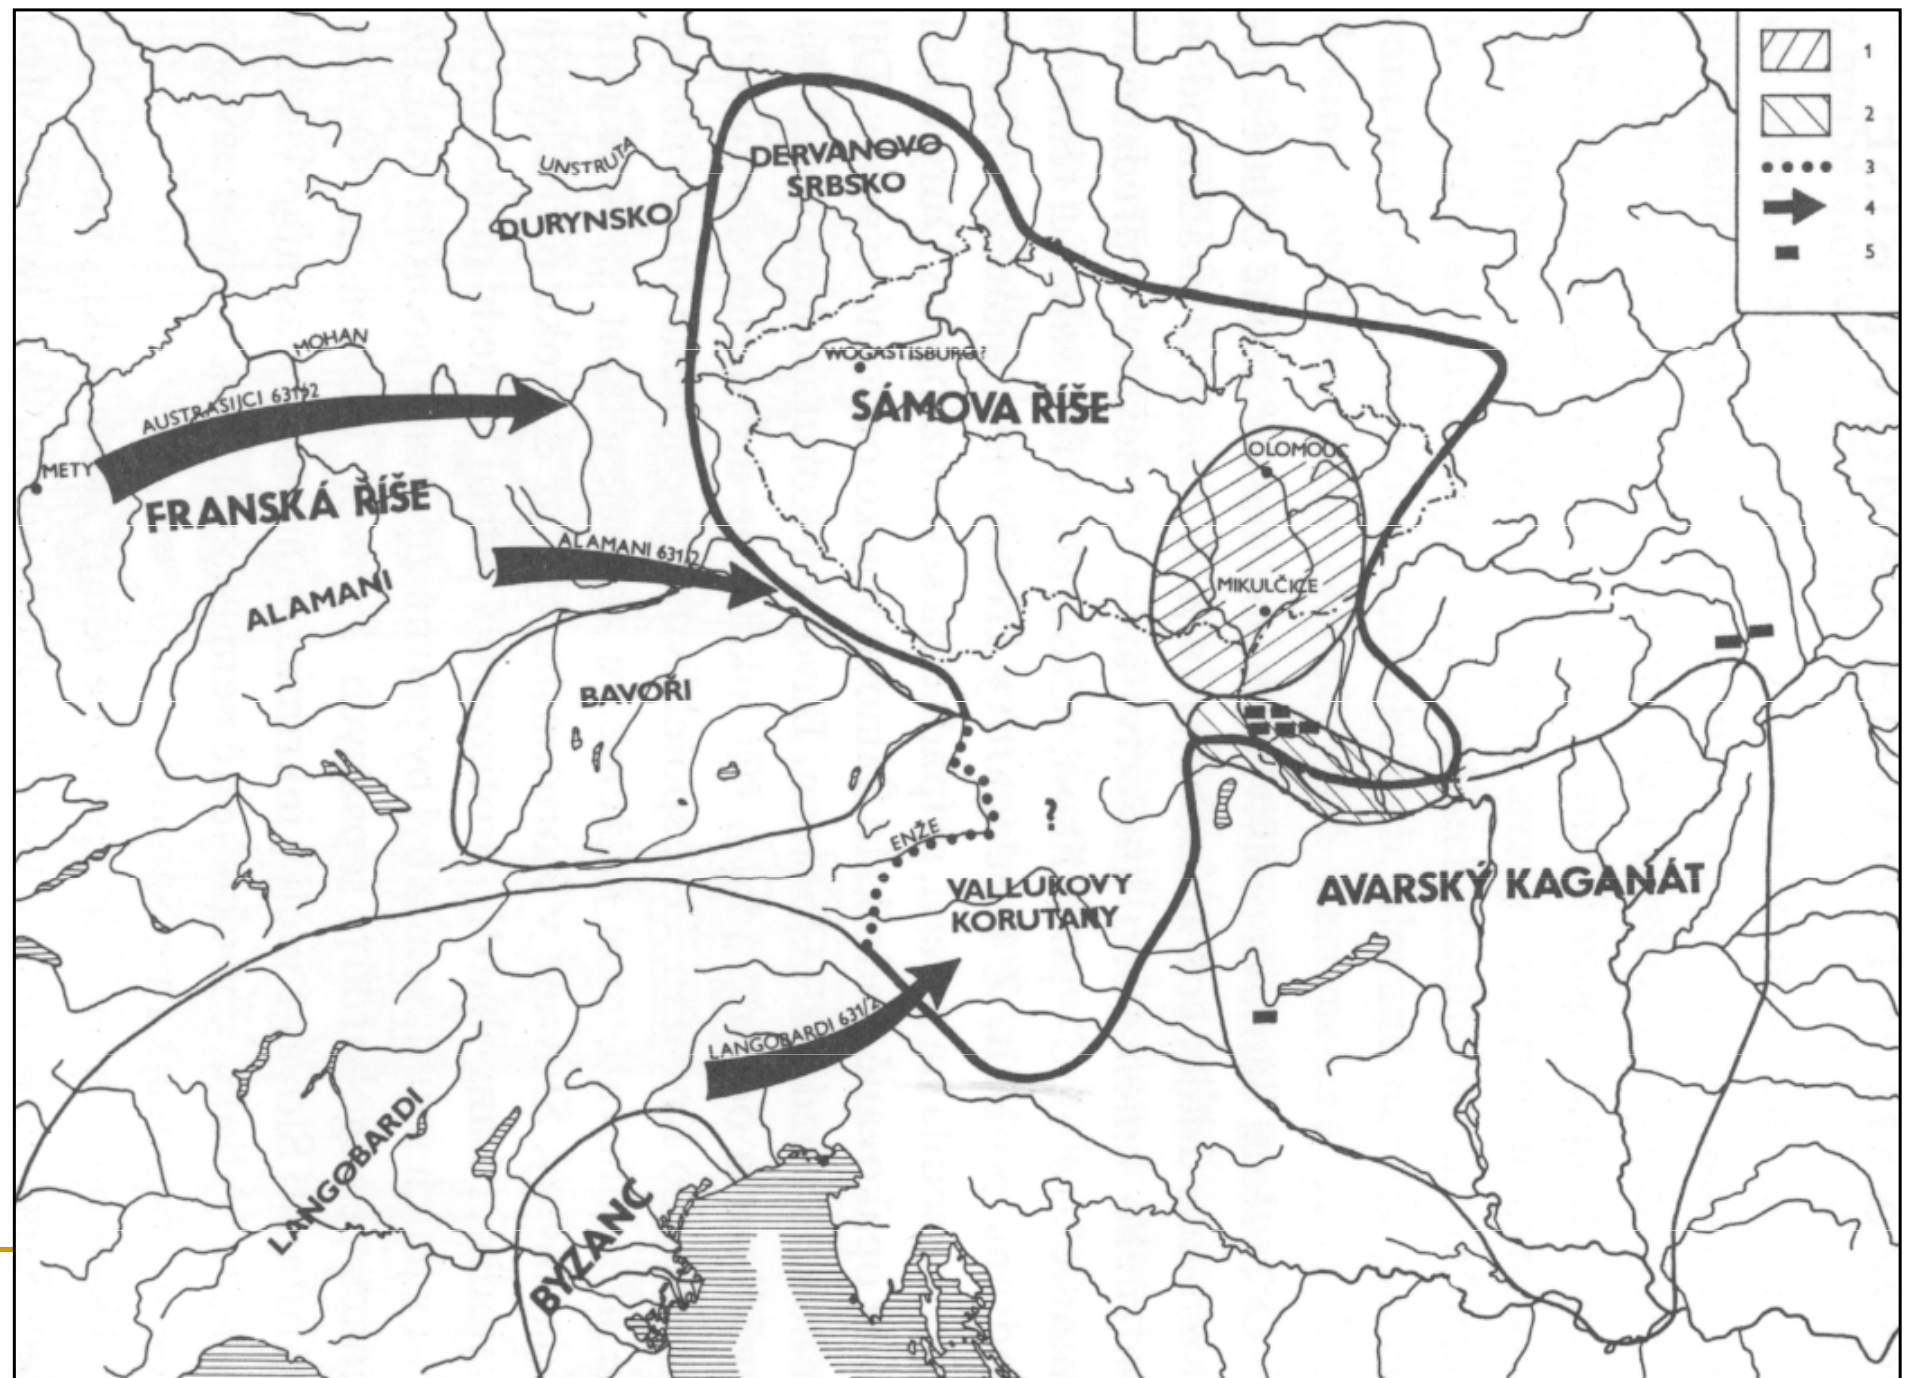 1
2
3
4
5
UNSTRUTA
DERVANOVO
SRBSKO
DURYNSKO
MOHAN
WOGASTISBURG?
AUSTRASIJCI 631/2
SÁMOVA ŘÍŠE
METY
OLOMOUC
FRANSKÁ ŘÍŠE
ALAMANI 631/2
ALAMANI
MIKULČICE
BAVOŘI
?
ENŽE
VALLUKOVY
KORUTANY
AVARSKÝ KAGANÁT
LANGOBARDI 631/2
LANGOBARDI
BYZANC